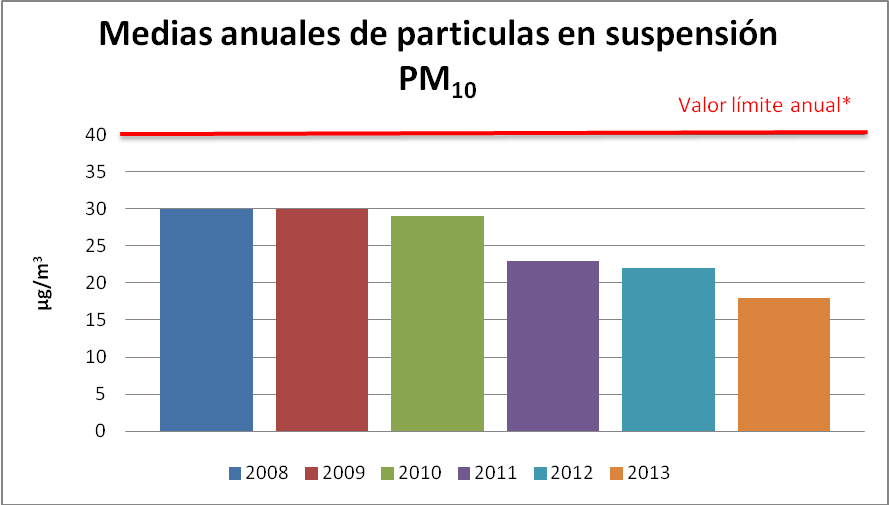 Medias anuales de particulas en suspensión
PM₁₀
Valor límite anual*
40
35
30
25
20
15
10
5
0
µg/m³
2008 2009 2010 2011 2012 2013